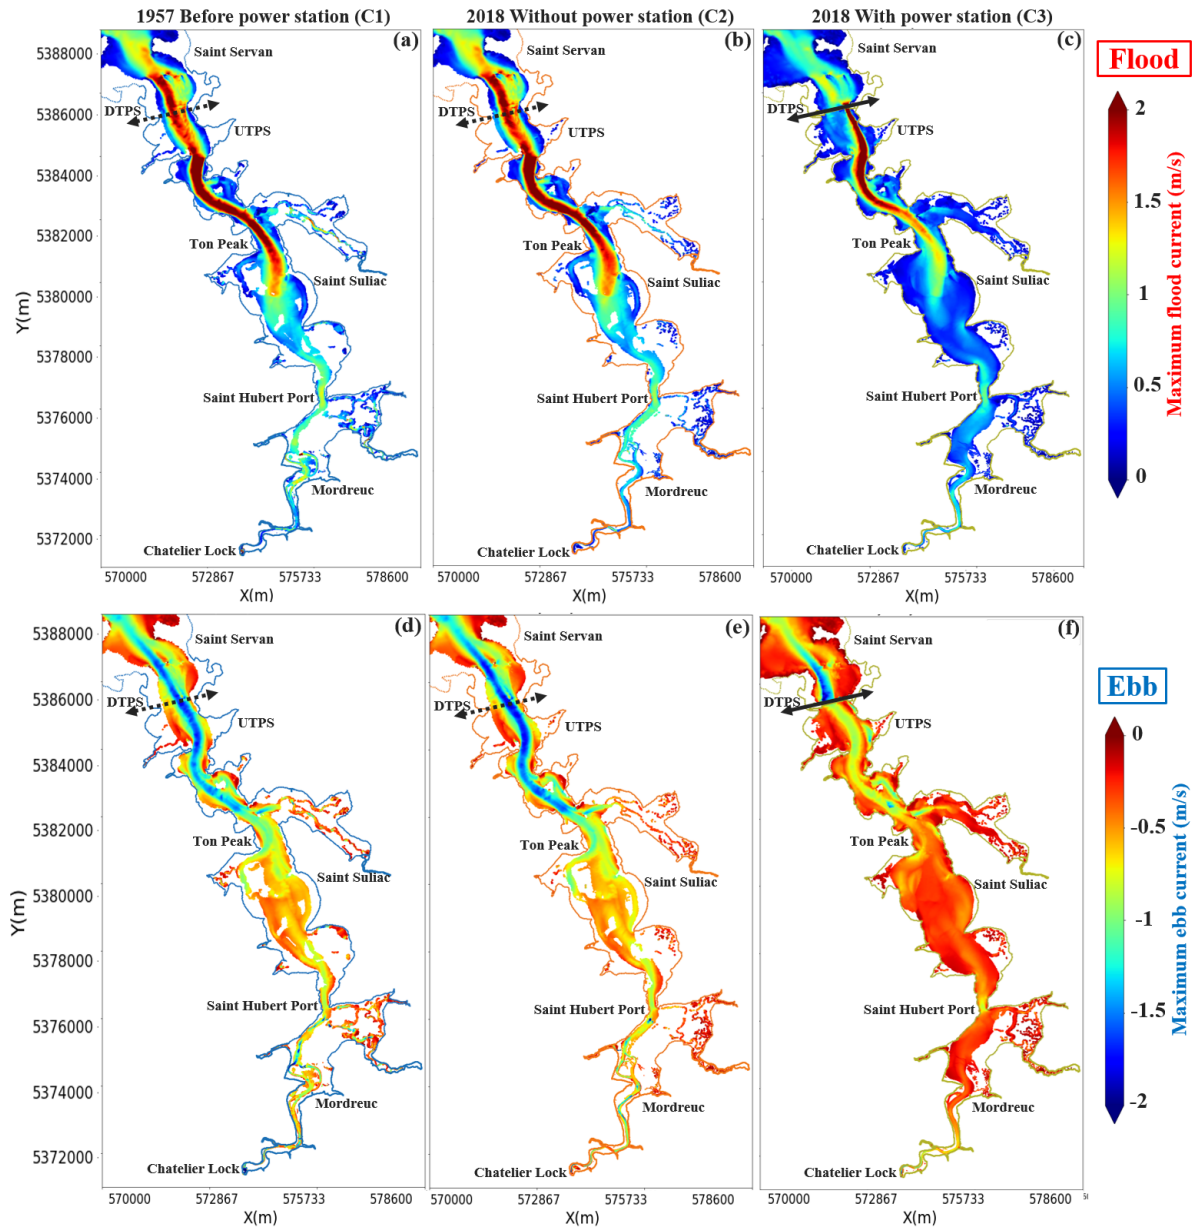 1957 Before power station (C1)
2018 Without power station (C2)
2018 With power station (C3)
(a)
Saint Servan
DTPS
UTPS
Ton Peak
Saint Suliac
Saint Hubert Port
Mordreuc
Chatelier Lock
5388000
5386000
5384000
5382000
5380000
5378000
5376000
5374000
5372000
Y(m)
570000
572867
575733
578600
X(m)
(b)
Saint Servan
DTPS
UTPS
Ton Peak
Saint Suliac
Saint Hubert Port
Mordreuc
Chatelier Lock
570000
572867
575733
578600
X(m)
(c)
Saint Servan
DTPS
UTPS
Ton Peak
Saint Suliac
Saint Hubert Port
Mordreuc
Chatelier Lock
570000
572867
575733
578600
X(m)
Flood
2
1.5
1
0.5
0
Maximum flood current (m/s)
(d)
Saint Servan
DTPS
UTPS
Ton Peak
Saint Suliac
Saint Hubert Port
Mordreuc
Chatelier Lock
5388000
5386000
5384000
5382000
5380000
5378000
5376000
5374000
5372000
Y(m)
570000
572867
575733
578600
X(m)
(e)
Saint Servan
DTPS
UTPS
Ton Peak
Saint Suliac
Saint Hubert Port
Mordreuc
Chatelier Lock
570000
572867
575733
578600
X(m)
(f)
Saint Servan
DTPS
UTPS
Ton Peak
Saint Suliac
Saint Hubert Port
Mordreuc
Chatelier Lock
570000
572867
575733
578600
X(m)
Ebb
0
-0.5
-1
-1.5
-2
Maximum ebb current (m/s)